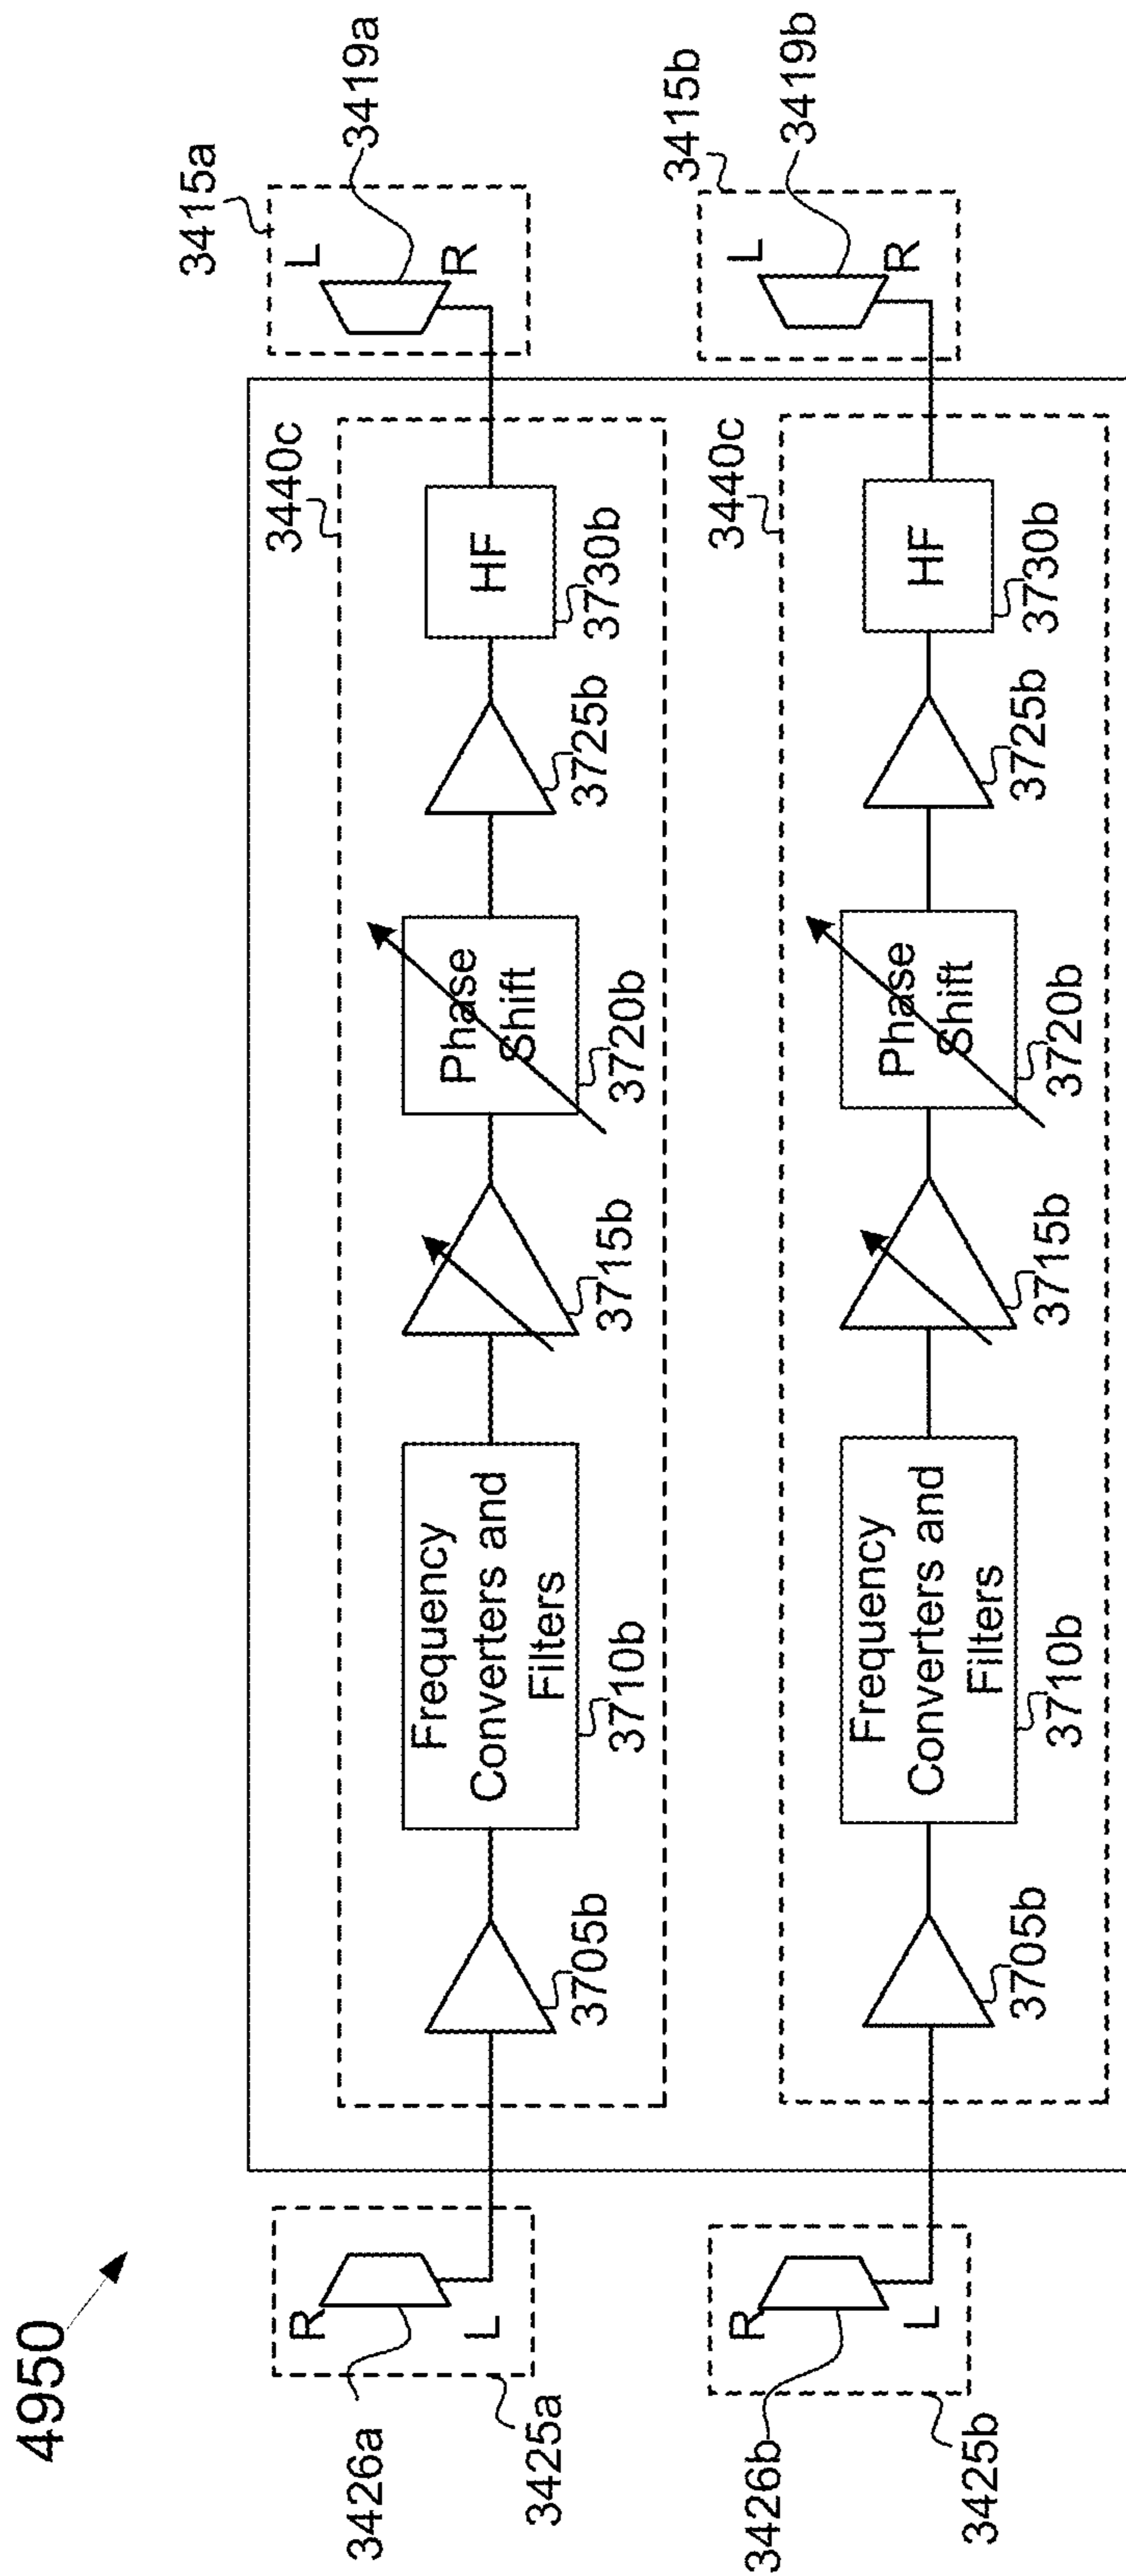 4950
3415a
3440c
3419a
L
R
R
L
HF
3730b
3725b
Phase
Shift
3720b
3715b
Frequency
Converters and
Filters
3710b
3705b
3426a
3425a
3415b
3440c
3419b
L
R
R
L
HF
3730b
3725b
Phase
Shift
3720b
3715b
Frequency
Converters and
Filters
3710b
3705b
3426b
3425b